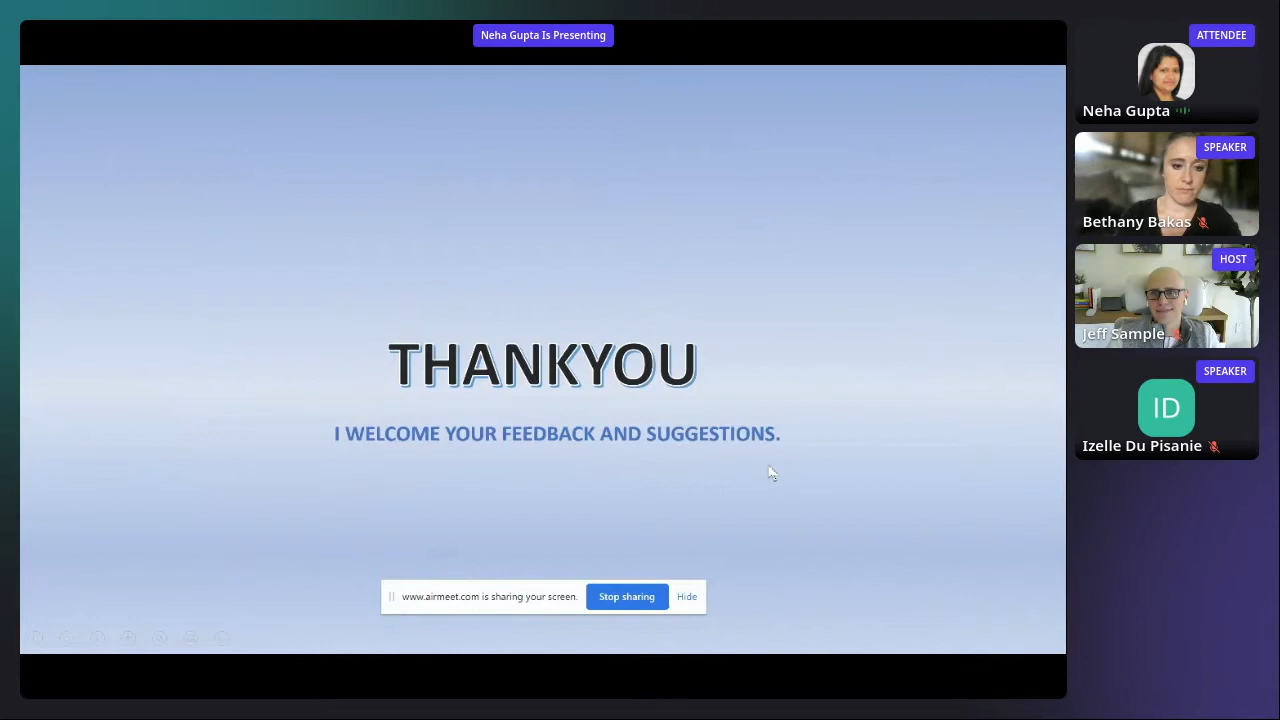 Neha Gupta Is Presenting
THANKYOU
I WELCOME YOUR FEEDBACK AND SUGGESTIONS.
www.airmeet.com is sharing your screen. Stop sharing Hide
ATTENDEE
Neha Gupta
SPEAKER
Bethany Bakas
HOST
Jeff Sample
SPEAKER
ID
Izelle Du Pisanie